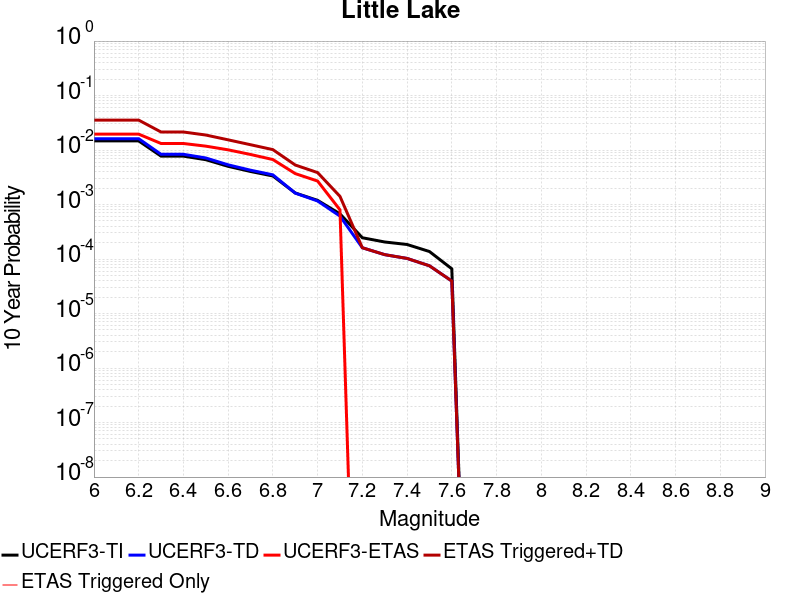 Little Lake
10 0
10 -1
10 -2
10 -3
10 -4
10 -5
10 -6
10 -7
10 -8
10 Year Probability
6 6.2 6.4 6.6 6.8 7 7.2 7.4 7.6 7.8 8 8.2 8.4 8.6 8.8 9
Magnitude
UCERF3-TI UCERF3-TD UCERF3-ETAS ETAS Triggered+TD
ETAS Triggered Only